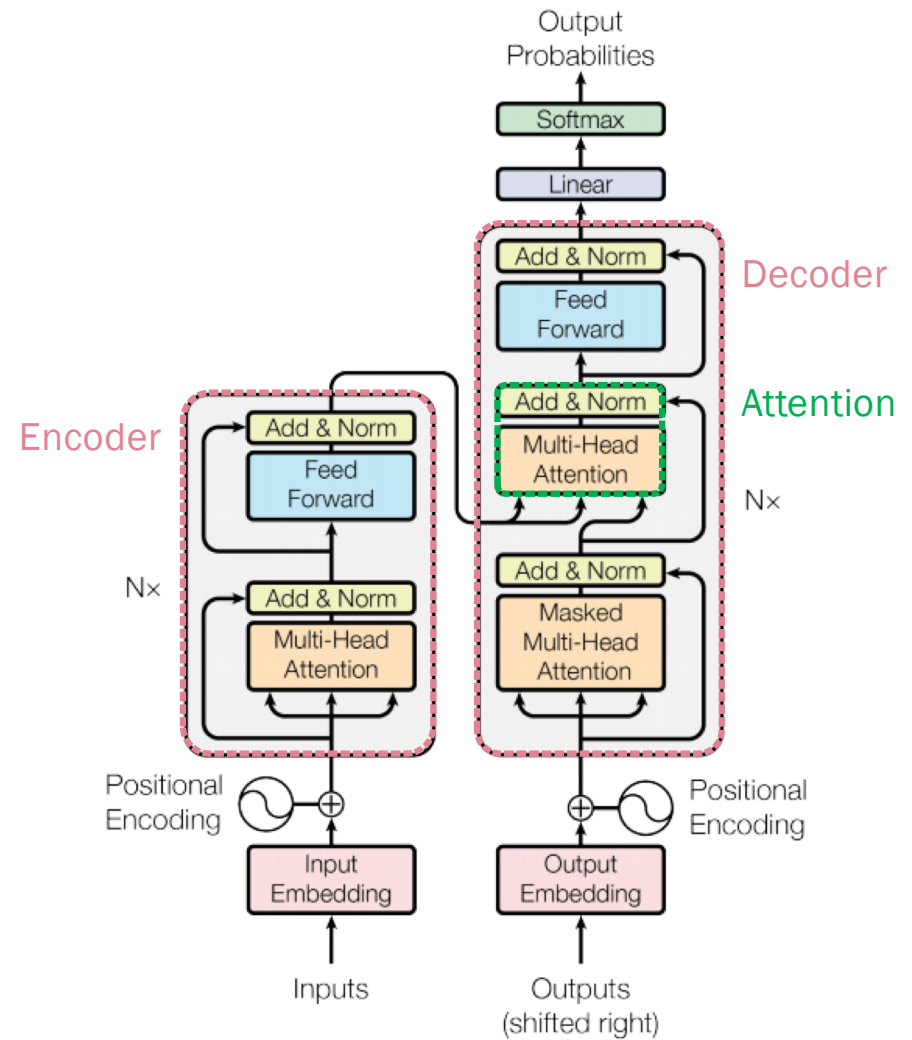 Output
Probabilities
Softmax
Linear
Add & Norm
Feed
Forward
Decoder
Add & Norm
Multi-Head
Attention
Attention
N×
Add & Norm
Masked
Multi-Head
Attention
Encoder
Add & Norm
Feed
Forward
N×
Add & Norm
Multi-Head
Attention
Positional
Encoding
Positional
Encoding
Input
Embedding
Output
Embedding
Inputs
Outputs
(shifted right)